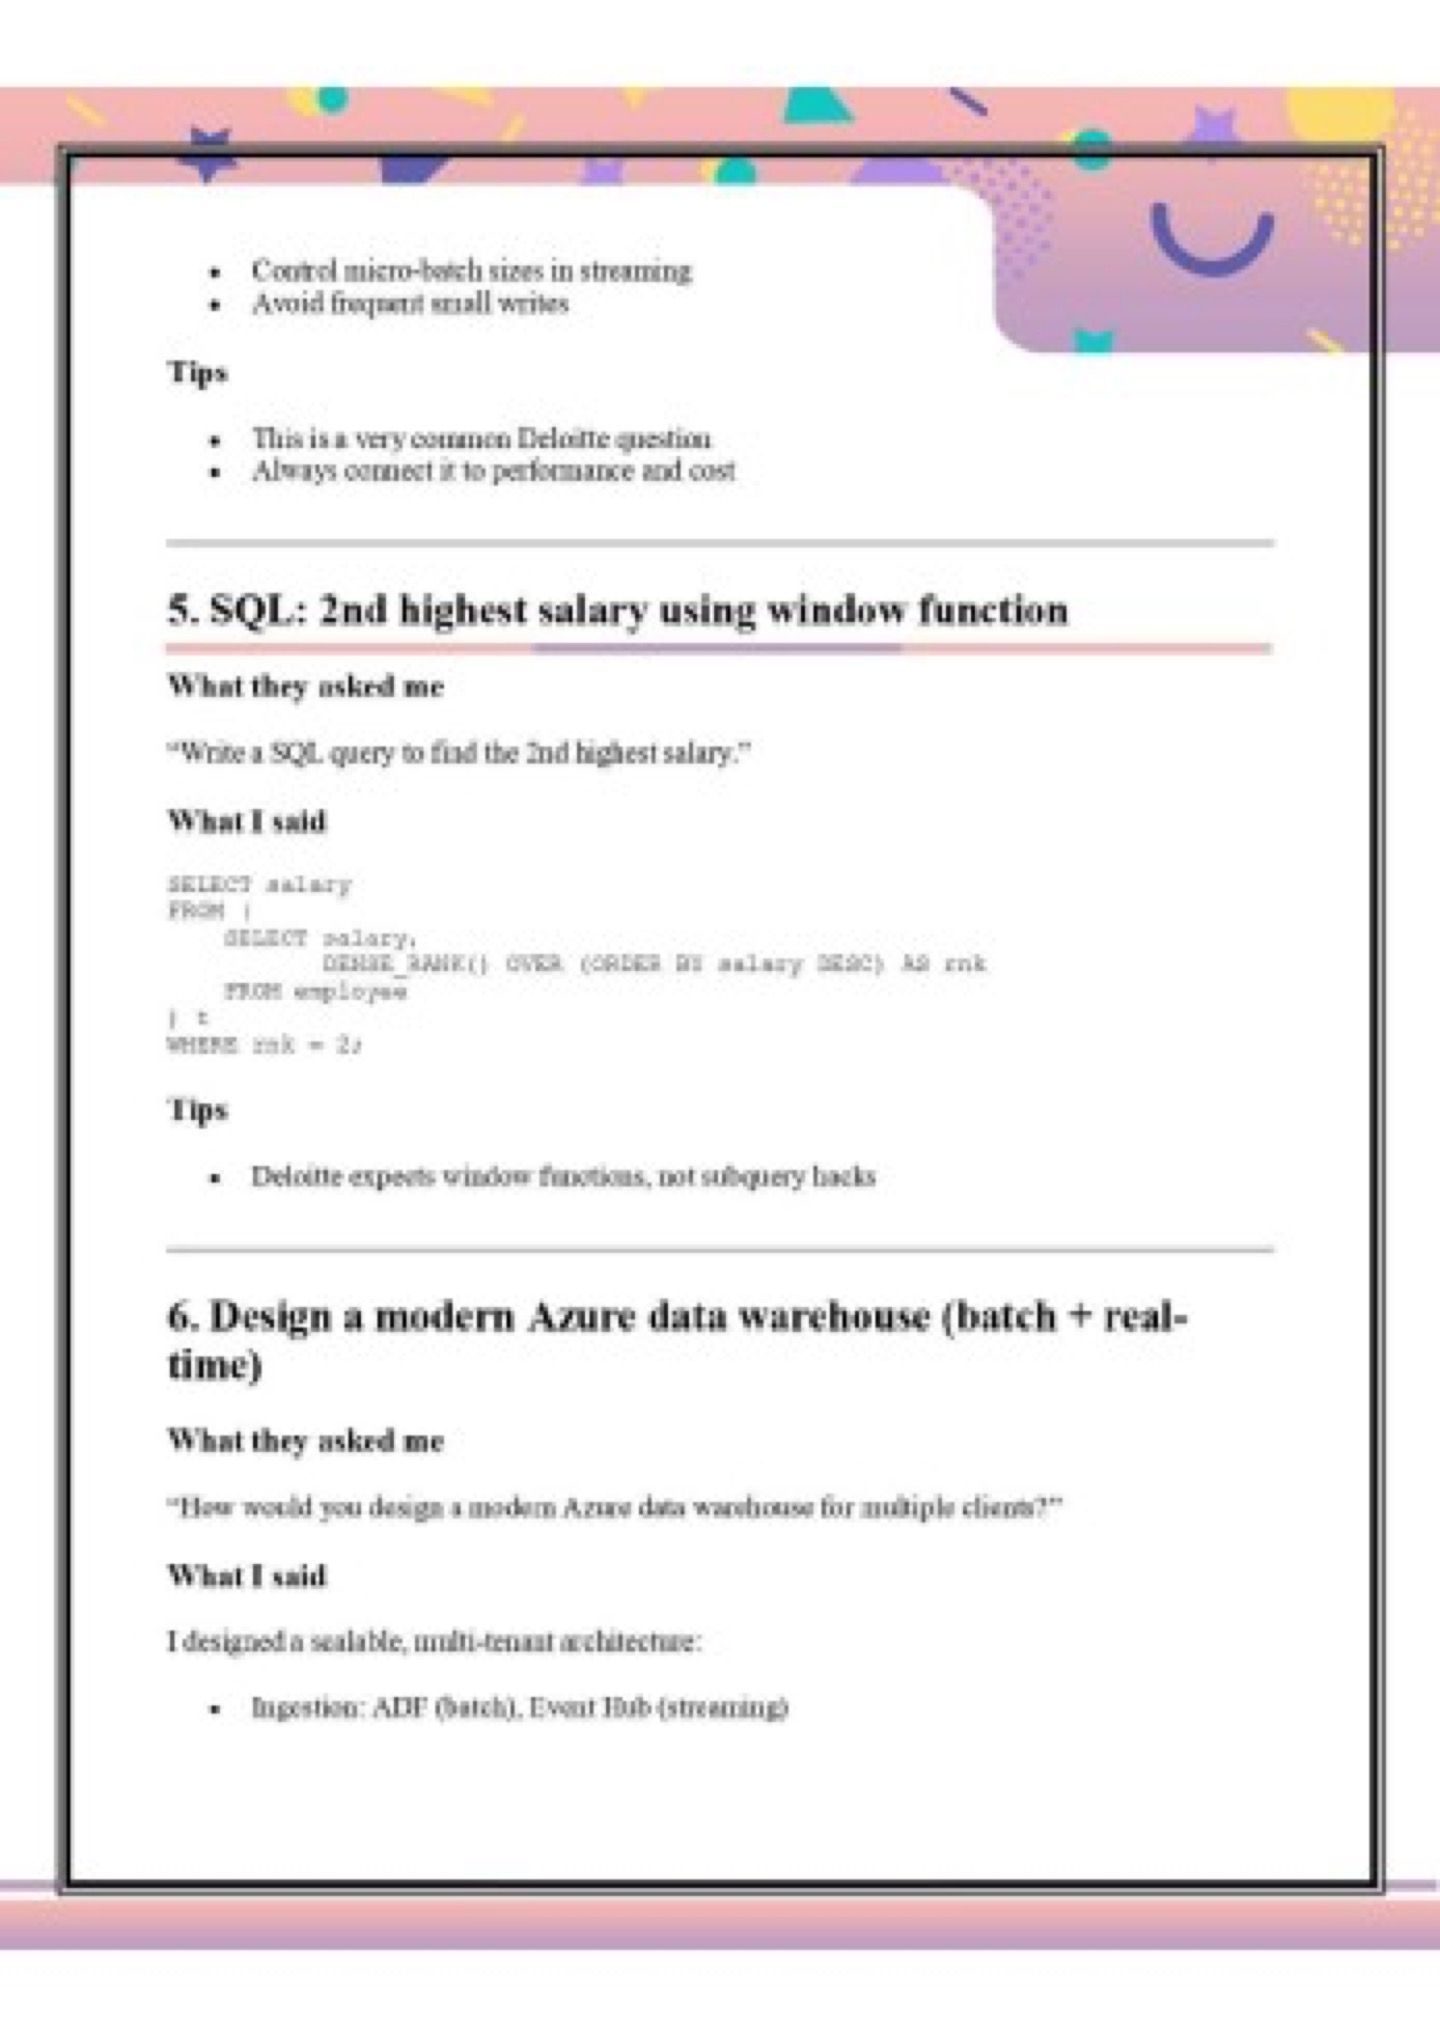 • Control micro-batch sizes in streaming
• Avoid frequent small writes
Tips
• This is a very common Deloitte question
• Always connect it to performance and cost
5. SQL: 2nd highest salary using window function
What they asked me
“Write a SQL query to find the 2nd highest salary.”
What I said
SELECT salary
FROM (
    SELECT salary,
           DENSE_RANK() OVER (ORDER BY salary DESC) AS rnk
    FROM employee
) t
WHERE rnk = 2;
Tips
• Deloitte expects window functions, not subquery hacks
6. Design a modern Azure data warehouse (batch + real-
time)
What they asked me
“How would you design a modern Azure data warehouse for multiple clients?”
What I said
I designed a scalable, multi-tenant architecture:
• Ingestion: ADF (batch), Event Hub (streaming)